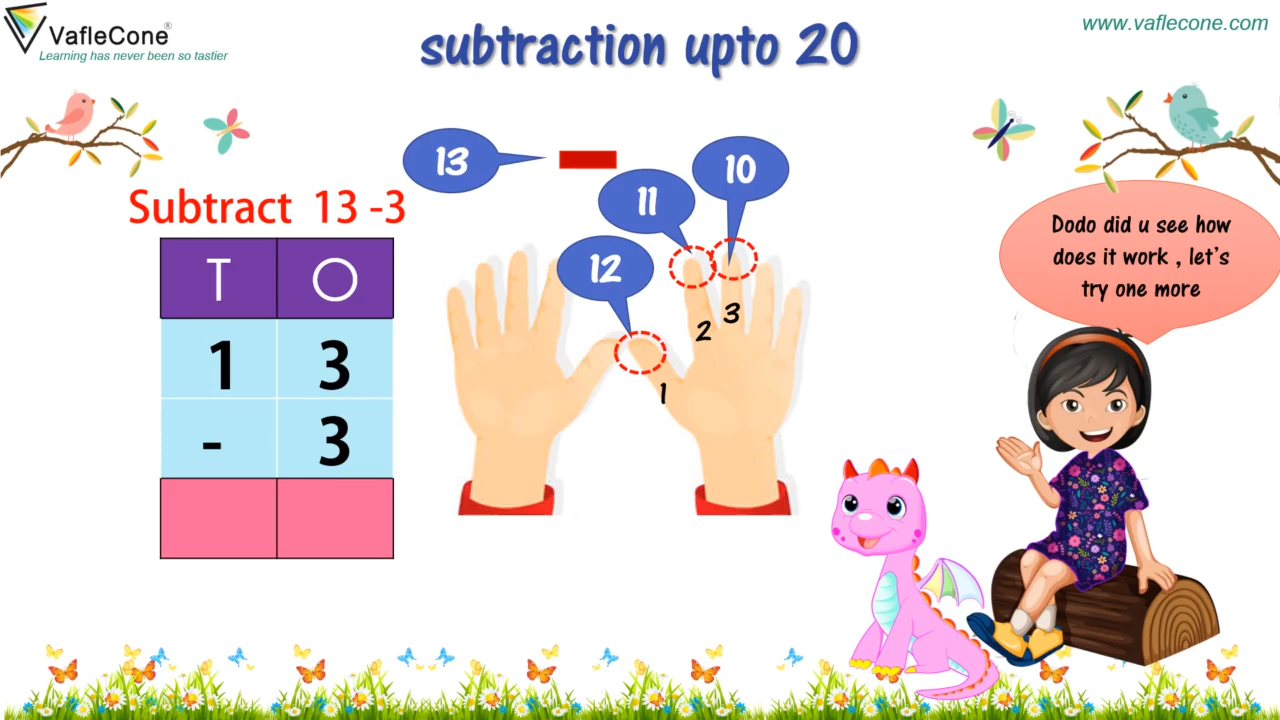 VafleCone®
Learning has never been so tastier
www.vaflecone.com
subtraction upto 20
13
10
11
12
Subtract 13 -3
T O
1 3
- 3
2 3
1
Dodo did u see how
does it work , let's
try one more